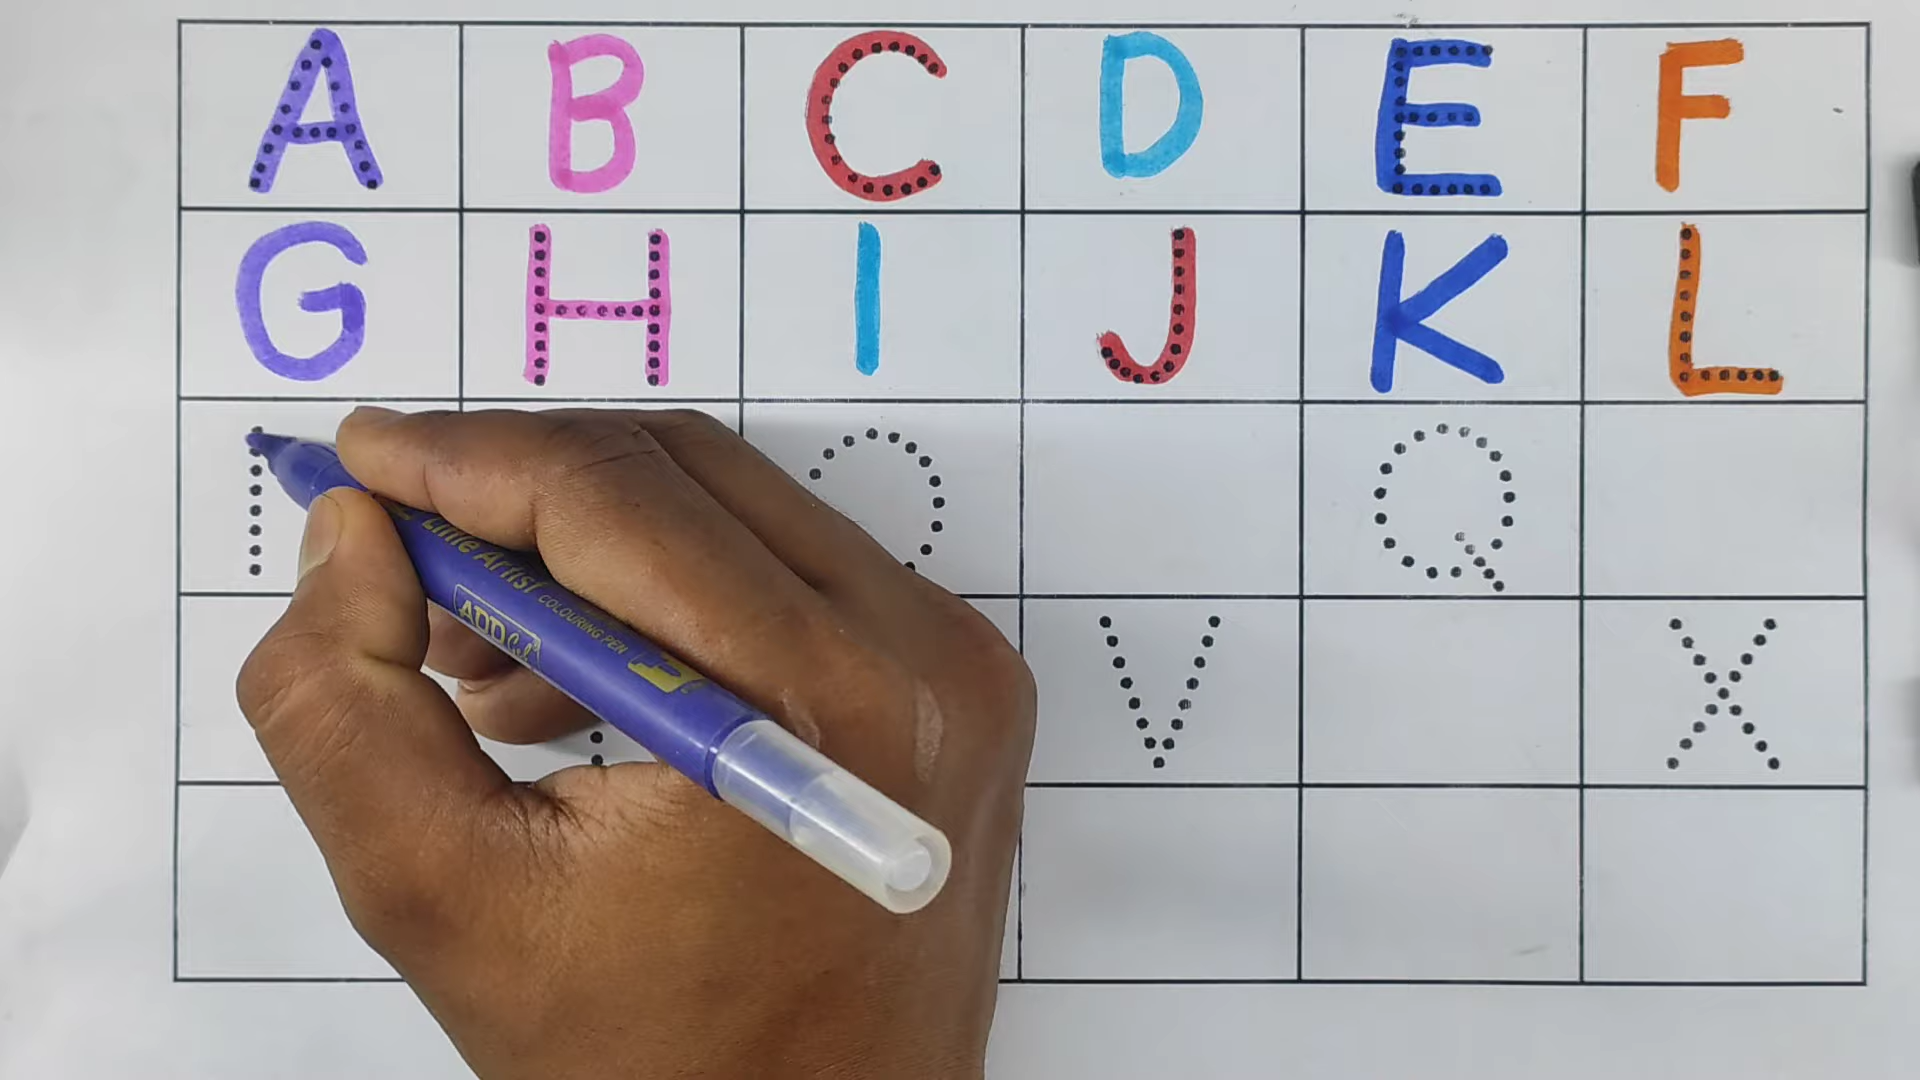 A B C D E F
G H I J K L
Q
V X
Little Artist
COLOURING PEN
ADD Gel